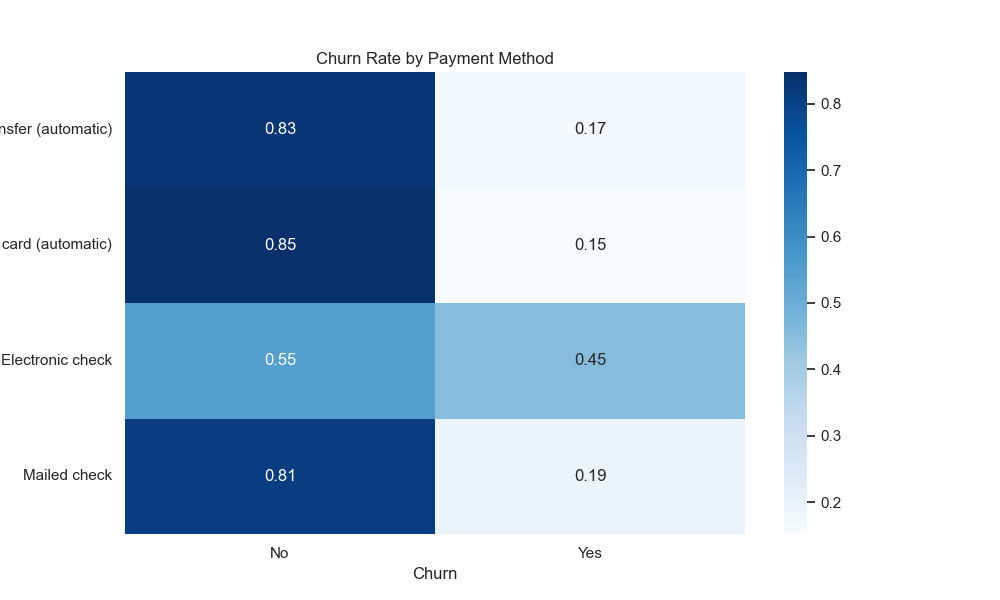 Churn Rate by Payment Method
nsfer (automatic) 0.83 0.17
card (automatic) 0.85 0.15
Electronic check 0.55 0.45
Mailed check 0.81 0.19
No Yes
Churn
0.8
0.7
0.6
0.5
0.4
0.3
0.2